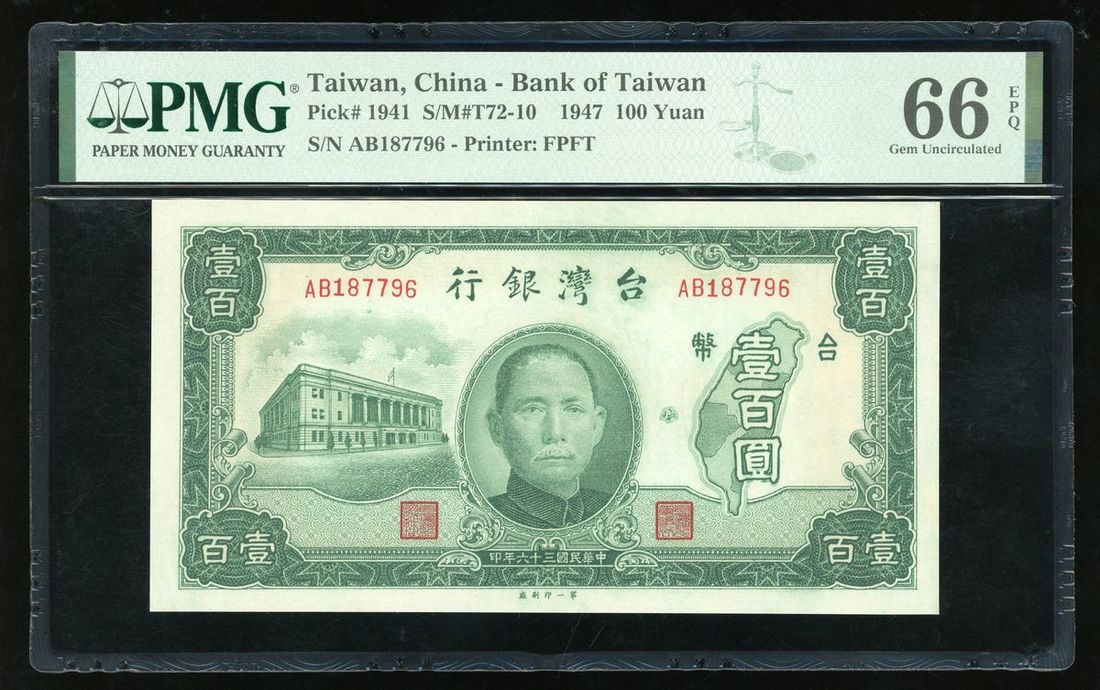 PMG®
PAPER MONEY GUARANTY
Taiwan, China - Bank of Taiwan
Pick# 1941 S/M#T72-10 1947 100 Yuan
S/N AB187796 - Printer: FPFT
66 EPQ
Gem Uncirculated
壹百
壹百
AB187796
行銀灣台
AB187796
幣 台
壹百圓
百壹
百壹
印年六十三國民華中
廠刷印一第